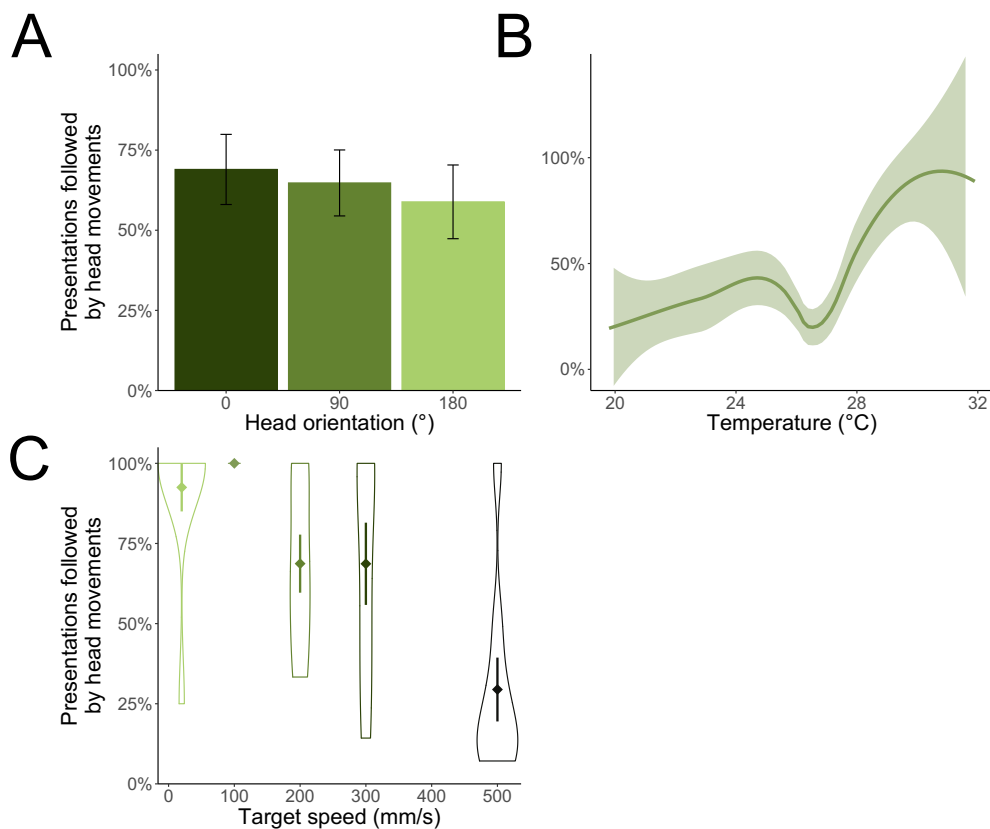 A
Presentations followed
by head movements
100%
75%
50%
25%
0%
0 90 180
Head orientation (°)
B
100%
50%
0%
20 24 28 32
Temperature (°C)
C
Presentations followed
by head movements
100%
75%
50%
25%
0%
0 100 200 300 400 500
Target speed (mm/s)